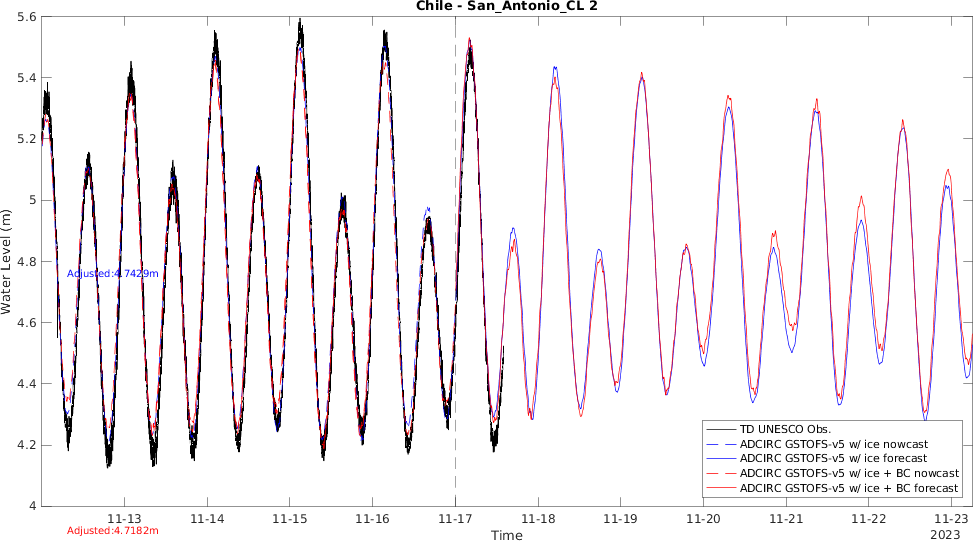 Chile - San_Antonio_CL 2
5.6
5.4
5.2
5
4.8
4.6
4.4
4.2
4
Water Level (m)
Adjusted:4.7429m
Adjusted:4.7182m
TD UNESCO Obs.
ADCIRC GSTOFS-v5 w/ ice nowcast
ADCIRC GSTOFS-v5 w/ ice forecast
ADCIRC GSTOFS-v5 w/ ice + BC nowcast
ADCIRC GSTOFS-v5 w/ ice + BC forecast
11-13 11-14 11-15 11-16 11-17 11-18 11-19 11-20 11-21 11-22 11-23
Time
2023